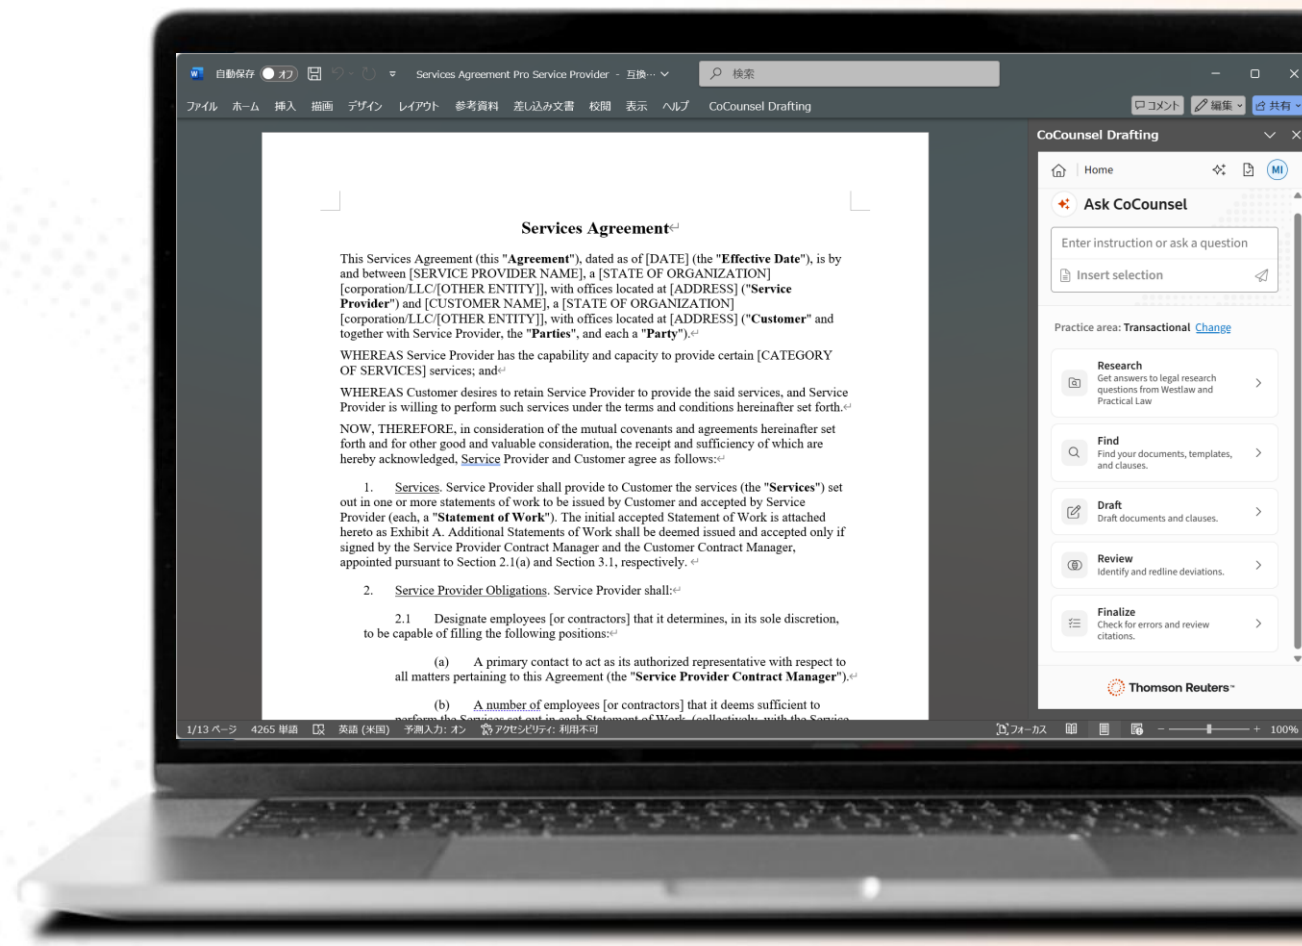 自動保存 オフ Services Agreement Pro Service Provider - 互換… 検索
ファイル ホーム 挿入 描画 デザイン レイアウト 参考資料 差し込み文書 校閲 表示 ヘルプ CoCounsel Drafting コメント 編集 共有
Services Agreement
This Services Agreement (this "Agreement"), dated as of [DATE] (the "Effective Date"), is by
and between [SERVICE PROVIDER NAME], a [STATE OF ORGANIZATION]
[corporation/LLC/[OTHER ENTITY]], with offices located at [ADDRESS] ("Service
Provider") and [CUSTOMER NAME], a [STATE OF ORGANIZATION]
[corporation/LLC/[OTHER ENTITY]], with offices located at [ADDRESS] ("Customer" and
together with Service Provider, the "Parties", and each a "Party").
WHEREAS Service Provider has the capability and capacity to provide certain [CATEGORY
OF SERVICES] services; and
WHEREAS Customer desires to retain Service Provider to provide the said services, and Service
Provider is willing to perform such services under the terms and conditions hereinafter set forth.
NOW, THEREFORE, in consideration of the mutual covenants and agreements hereinafter set
forth and for other good and valuable consideration, the receipt and sufficiency of which are
hereby acknowledged, Service Provider and Customer agree as follows:
1. Services. Service Provider shall provide to Customer the services (the "Services") set
out in one or more statements of work to be issued by Customer and accepted by Service
Provider (each, a "Statement of Work"). The initial accepted Statement of Work is attached
hereto as Exhibit A. Additional Statements of Work shall be deemed issued and accepted only if
signed by the Service Provider Contract Manager and the Customer Contract Manager,
appointed pursuant to Section 2.1(a) and Section 3.1, respectively.
2. Service Provider Obligations. Service Provider shall:
2.1 Designate employees [or contractors] that it determines, in its sole discretion,
to be capable of filling the following positions:
(a) A primary contact to act as its authorized representative with respect to
all matters pertaining to this Agreement (the "Service Provider Contract Manager").
(b) A number of employees [or contractors] that it deems sufficient to
perform the Services set out in each Statement of Work, (collectively, with the Service
CoCounsel Drafting
Home MI
Ask CoCounsel
Enter instruction or ask a question
Insert selection
Practice area: Transactional Change
Research
Get answers to legal research
questions from Westlaw and
Practical Law
Find
Find your documents, templates,
and clauses.
Draft
Draft documents and clauses.
Review
Identify and redline deviations.
Finalize
Check for errors and review
citations.
Thomson Reuters™
1/13 ページ 4265 単語 英語 (米国) 予測入力: オン アクセシビリティ: 利用不可 フォーカス 100%